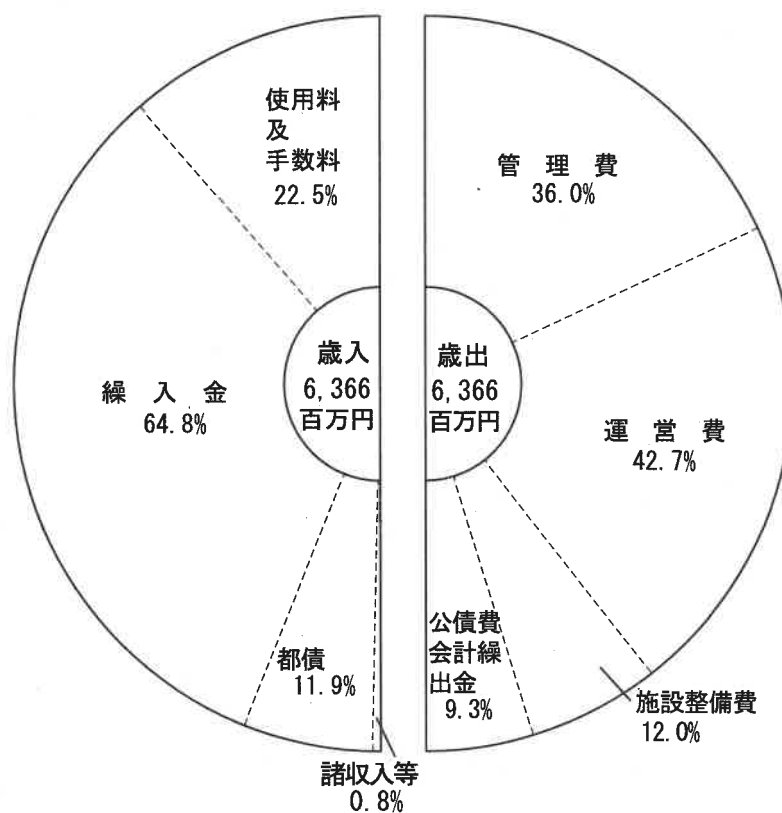 使用料
及
手数料
22.5%
繰入金
64.8%
都債
11.9%
諸収入等
0.8%
歳入
6,366
百万円
歳出
6,366
百万円
管理費
36.0%
運営費
42.7%
施設整備費
12.0%
公債費
会計繰
出金
9.3%